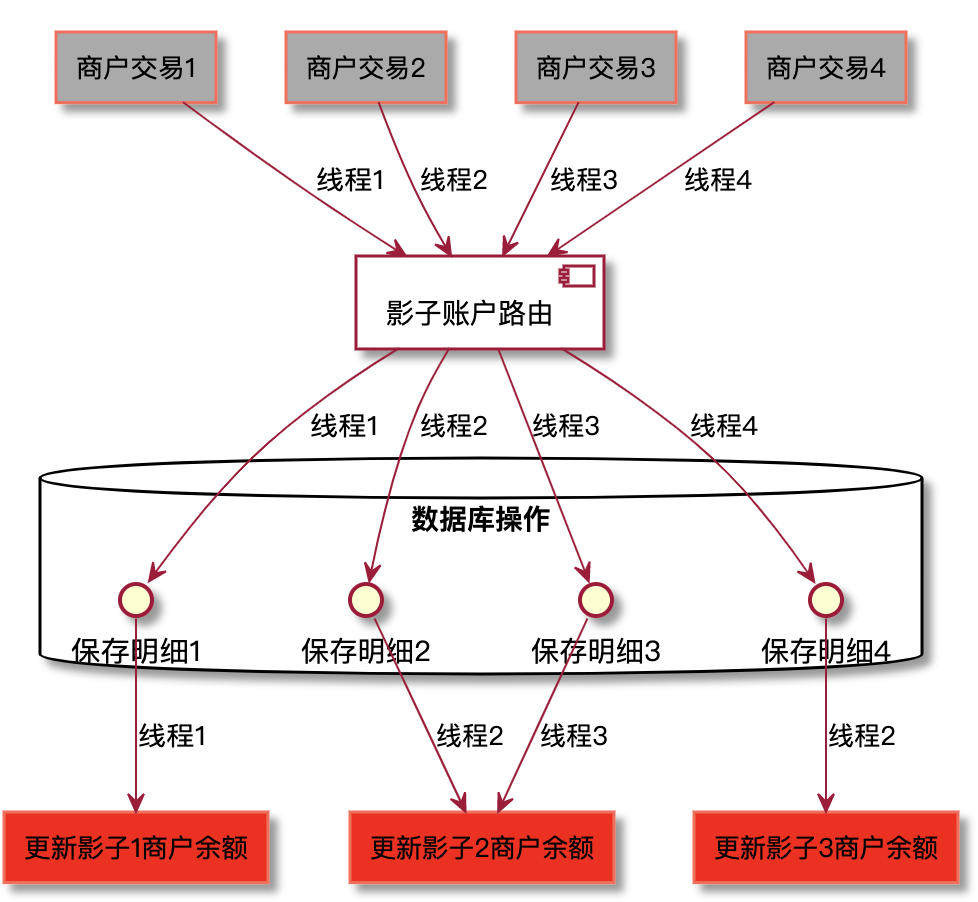 商户交易1
商户交易2
商户交易3
商户交易4
线程1
线程2
线程3
线程4
影子账户路由
线程1
线程2
线程3
线程4
数据库操作
保存明细1
保存明细2
保存明细3
保存明细4
线程1
线程2
线程3
线程2
更新影子1商户余额
更新影子2商户余额
更新影子3商户余额